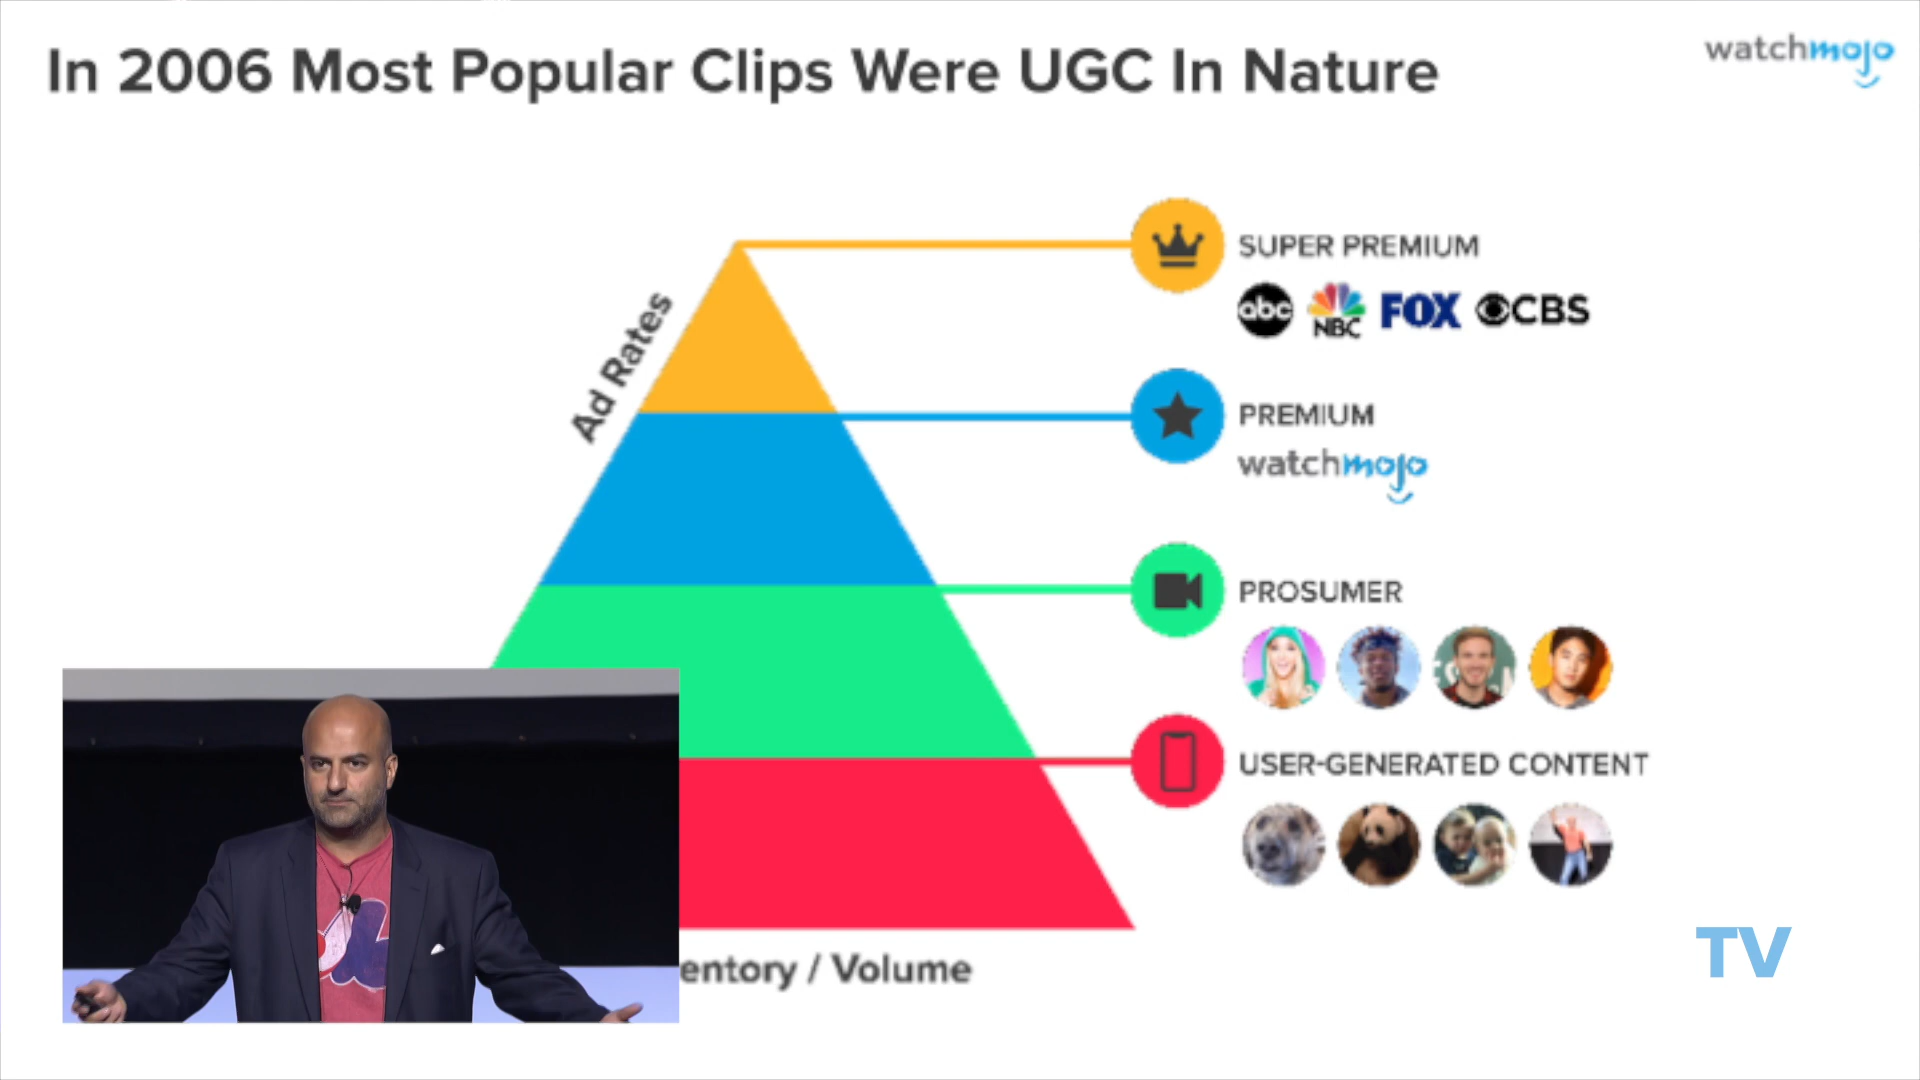 In 2006 Most Popular Clips Were UGC In Nature
watchmojo
Ad Rates
SUPER PREMIUM
abc NBC FOX CBS
PREMIUM
watchmojo
PROSUMER
USER-GENERATED CONTENT
entory / Volume
TV